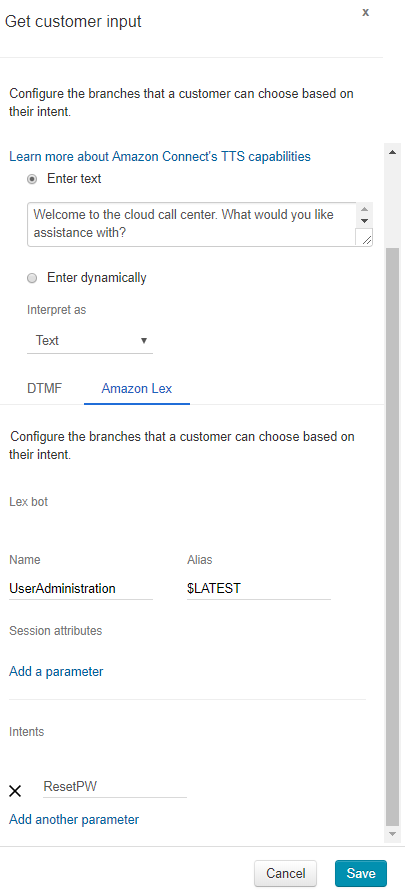 Get customer input
x
Configure the branches that a customer can choose based on
their intent.
Learn more about Amazon Connect's TTS capabilities
Enter text
Welcome to the cloud call center. What would you like
assistance with?
Enter dynamically
Interpret as
Text
DTMF
Amazon Lex
Configure the branches that a customer can choose based on
their intent.
Lex bot
Name
Alias
UserAdministration
$LATEST
Session attributes
Add a parameter
Intents
ResetPW
Add another parameter
Cancel
Save